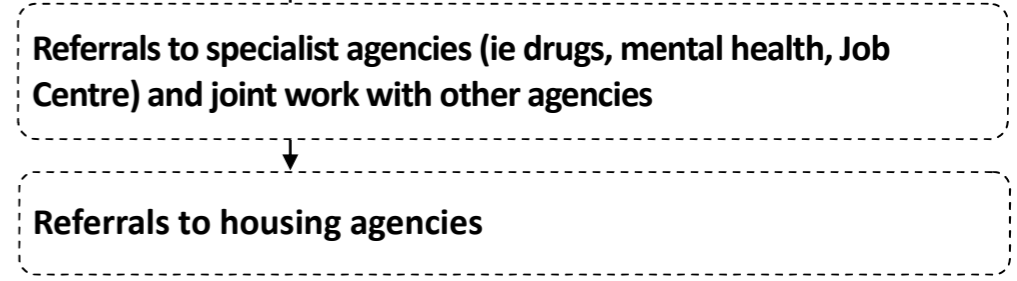 Referrals to specialist agencies (ie drugs, mental health, Job
Centre) and joint work with other agencies
Referrals to housing agencies